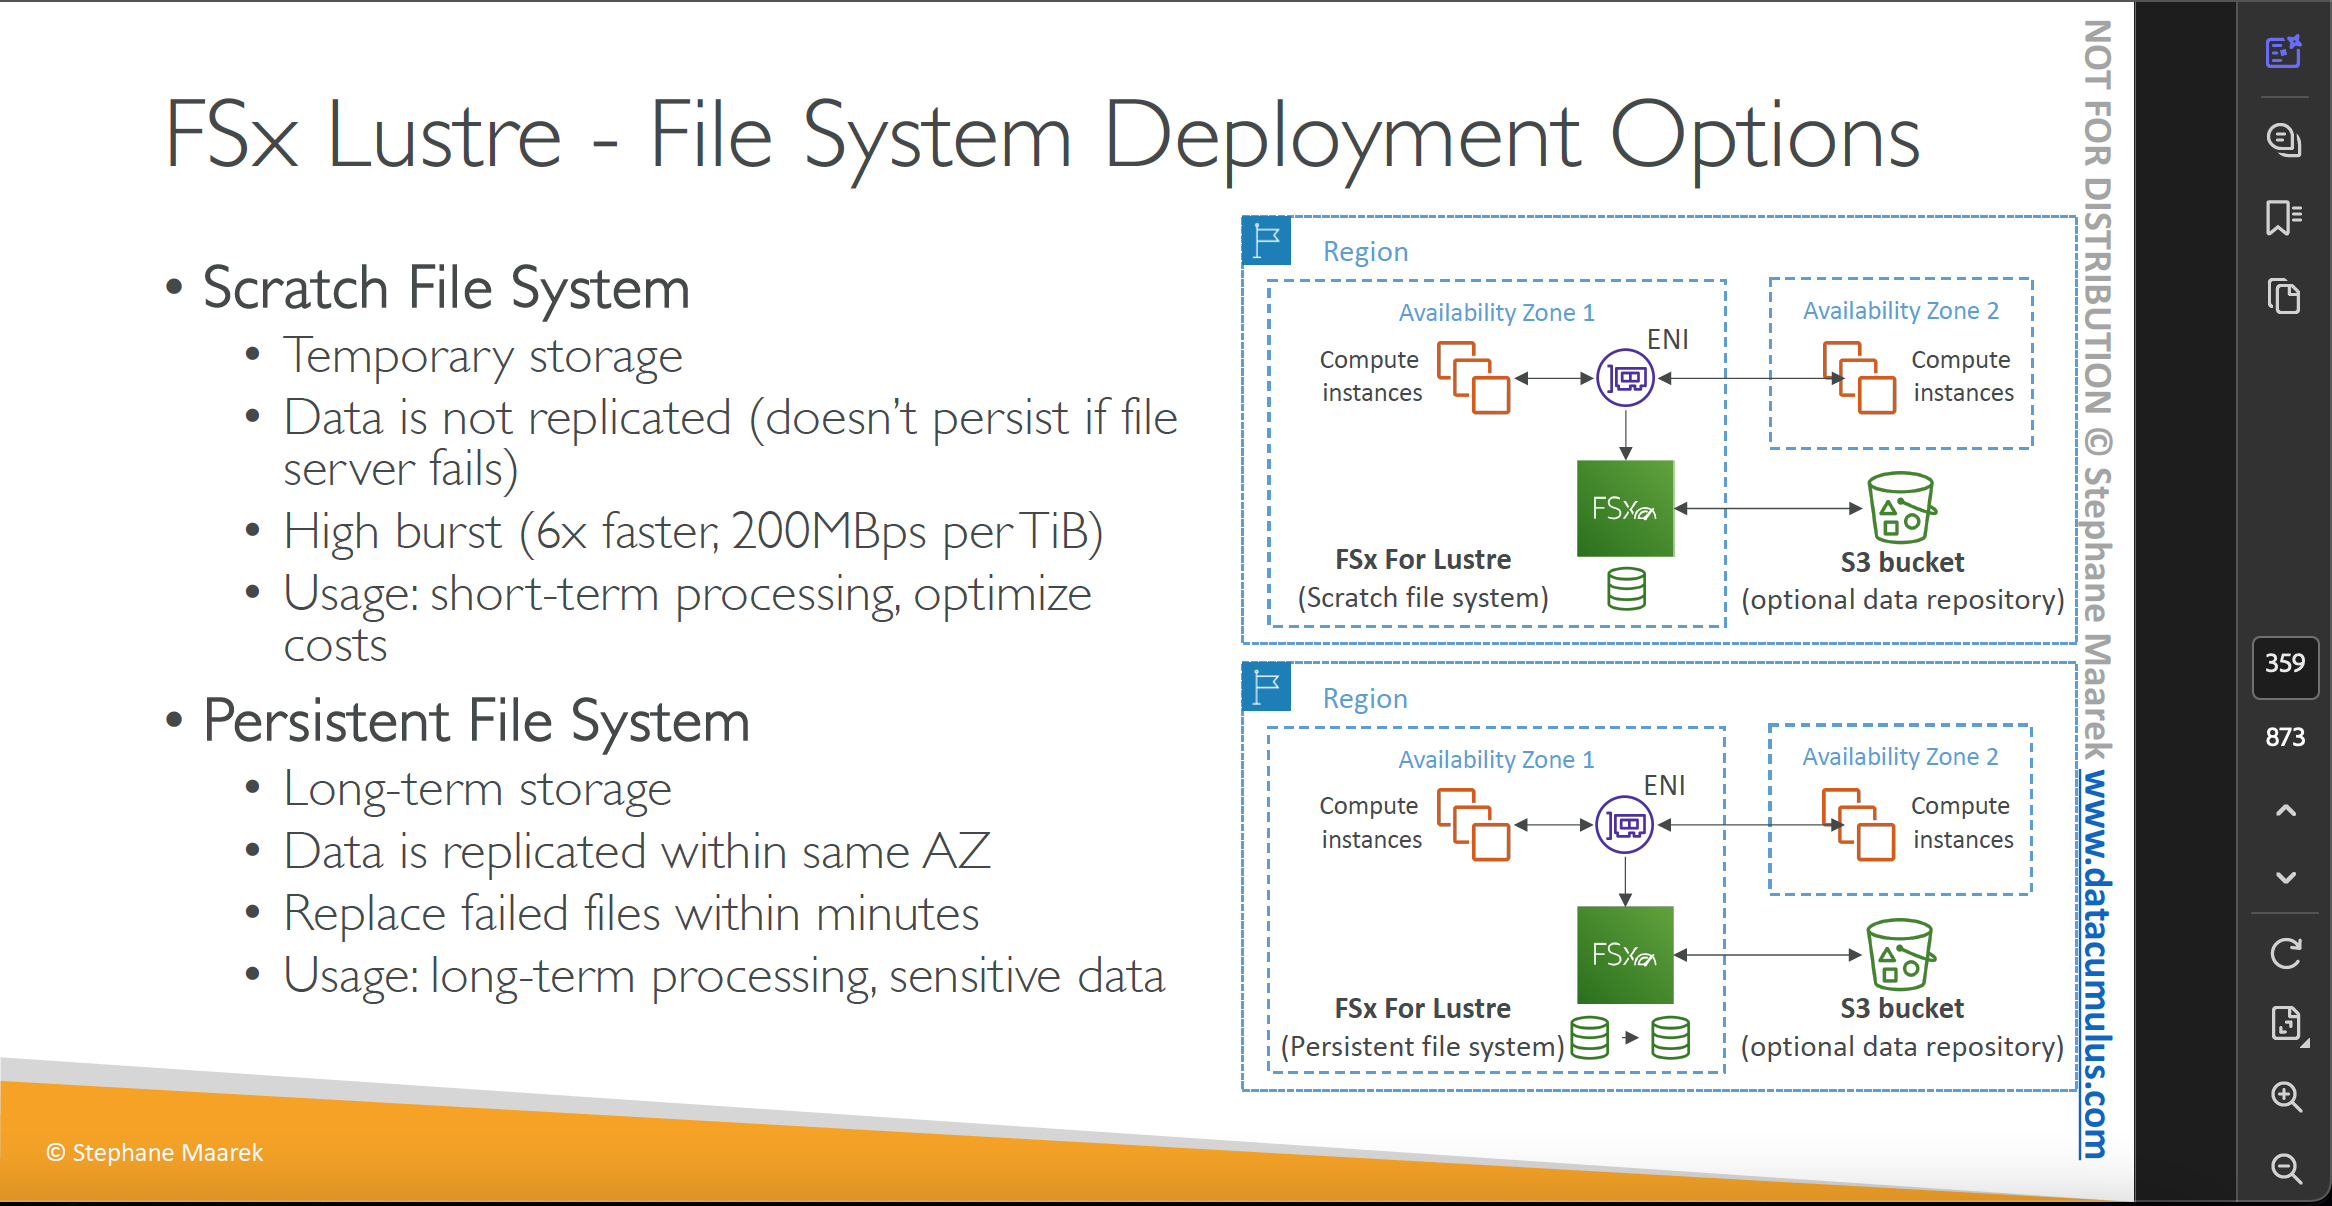 FSx Lustre - File System Deployment Options
• Scratch File System
• Temporary storage
• Data is not replicated (doesn't persist if file
server fails)
• High burst (6x faster, 200MBps per TiB)
• Usage: short-term processing, optimize
costs
• Persistent File System
• Long-term storage
• Data is replicated within same AZ
• Replace failed files within minutes
• Usage: long-term processing, sensitive data
Region
Availability Zone 1
Compute
instances
ENI
Availability Zone 2
Compute
instances
FSx
FSx For Lustre
(Scratch file system)
S3 bucket
(optional data repository)
Region
Availability Zone 1
Compute
instances
ENI
Availability Zone 2
Compute
instances
FSx
FSx For Lustre
(Persistent file system)
S3 bucket
(optional data repository)
NOT FOR DISTRIBUTION © Stephane Maarek www.datacumulus.com
© Stephane Maarek
359
873